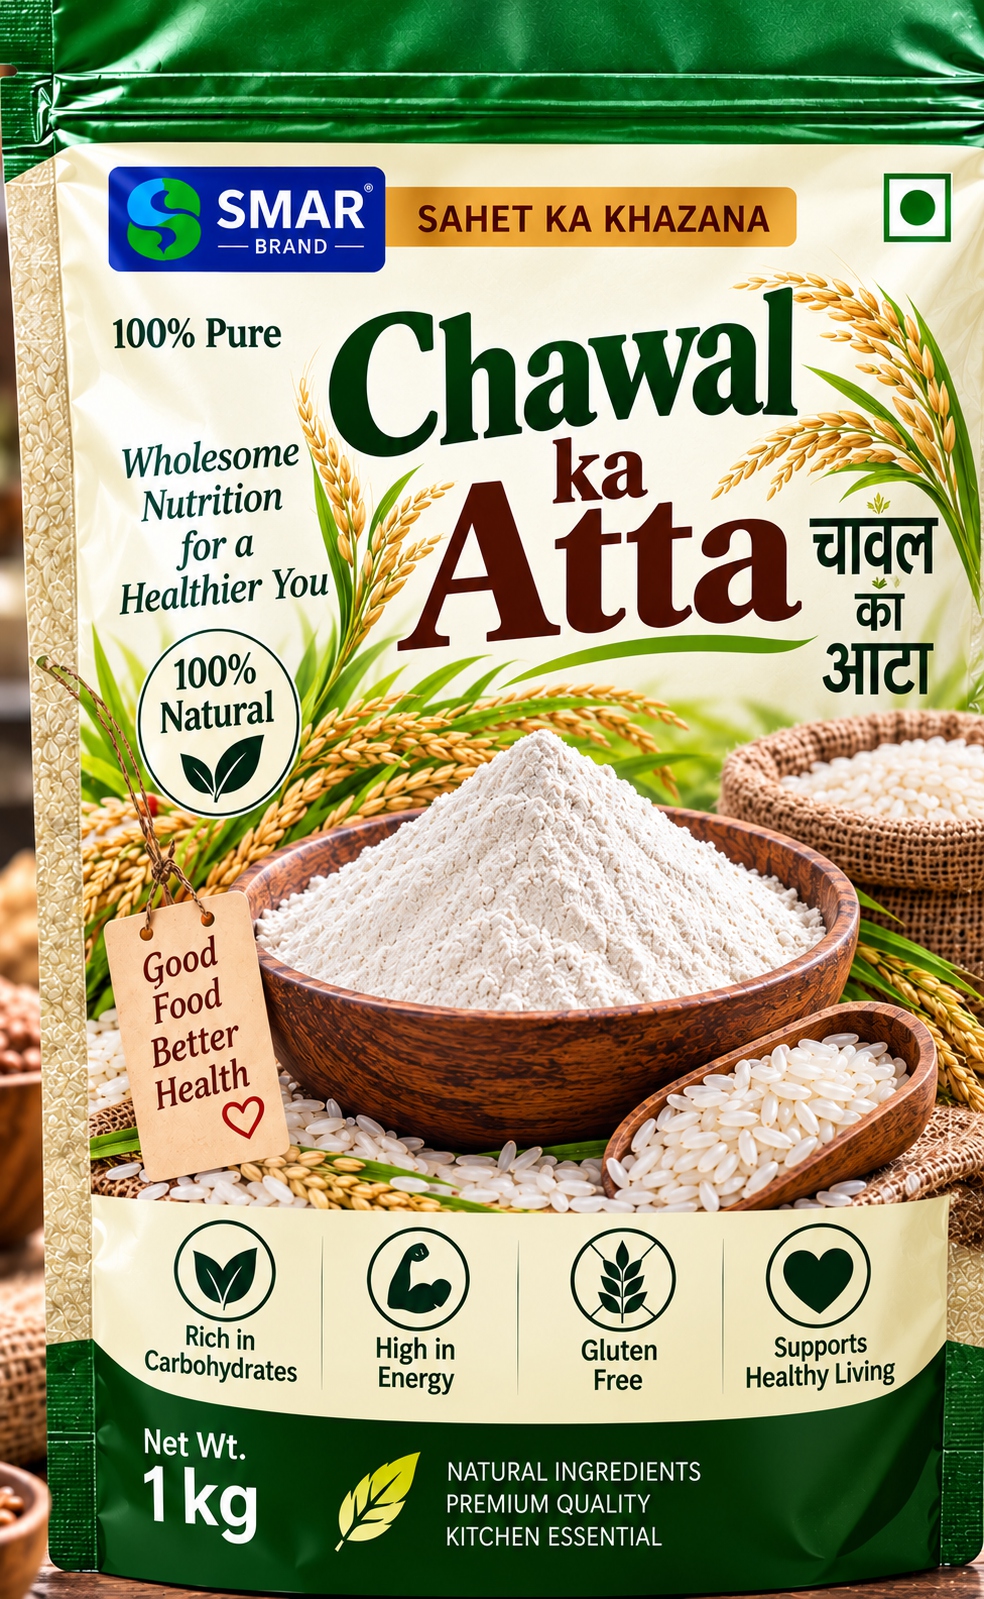 SMAR®
BRAND
SAHET KA KHAZANA
100% Pure
Chawal
ka
Atta
चावल
का
आटा
Wholesome
Nutrition
for a
Healthier You
100%
Natural
Good
Food
Better
Health
Rich in
Carbohydrates
High in
Energy
Gluten
Free
Supports
Healthy Living
Net Wt.
1 kg
NATURAL INGREDIENTS
PREMIUM QUALITY
KITCHEN ESSENTIAL